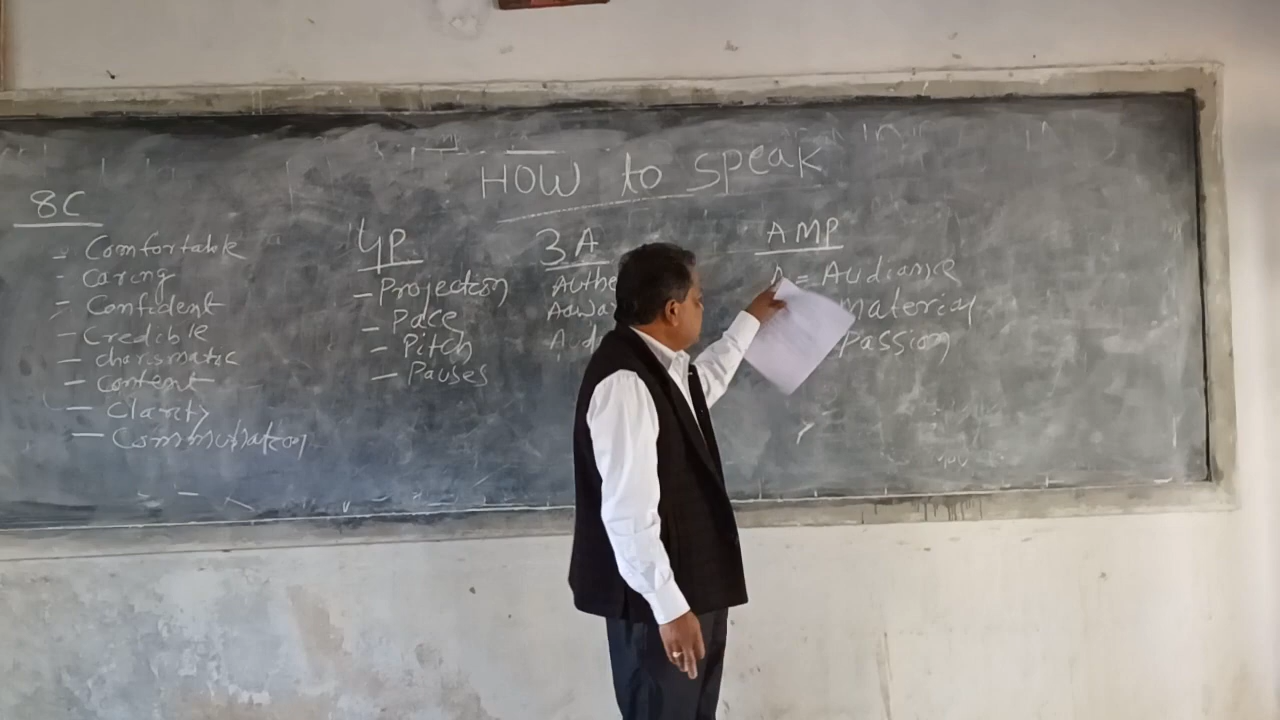 HOW to speak
8C
- Comfortable
- Caring
- Confident
- Credible
- charismatic
- Content
- Clarity
4P
- Projection
- Pace
- Pitch
- Pauses
3A
AMP
A = Audiance
material
Passion